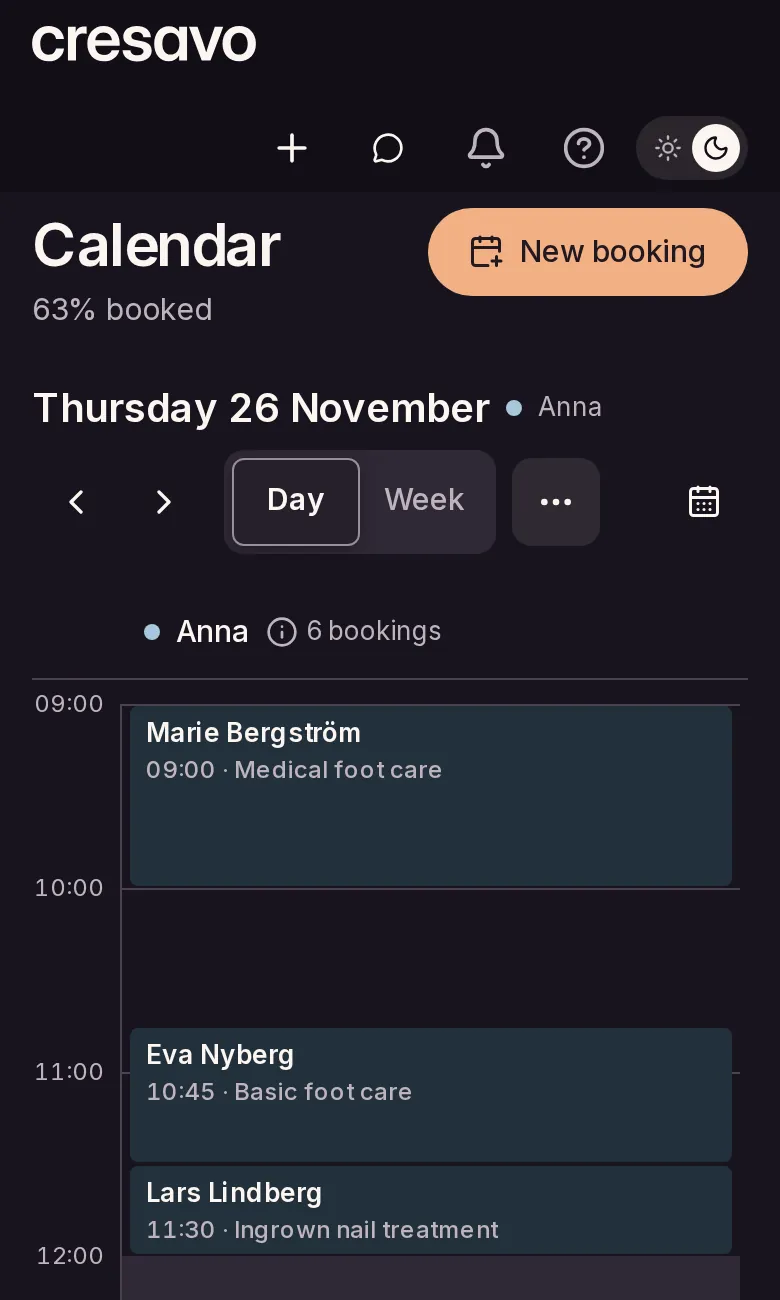 cresavo
Calendar
New booking
63% booked
Thursday 26 November
Anna
Day
Week
Anna
6 bookings
09:00
Marie Bergström
09:00 · Medical foot care
10:00
Eva Nyberg
11:00
10:45 · Basic foot care
Lars Lindberg
11:30 · Ingrown nail treatment
12:00